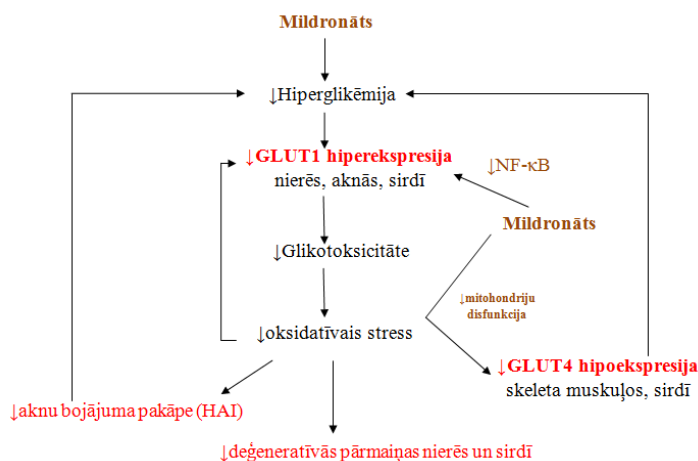 Mildronāts
↓Hiperglikēmija
↓GLUT1 hiperekspresija
nierēs, aknās, sirdī
↓NF-κB
Mildronāts
↓Glikotoksicitāte
↓mitohondriju
disfunkcija
↓oksidatīvais stress
↓GLUT4 hipoekspresija
skeleta muskuļos, sirdī
↓aknu bojājuma pakāpe (HAI)
↓deģeneratīvās pārmaiņas nierēs un sirdī